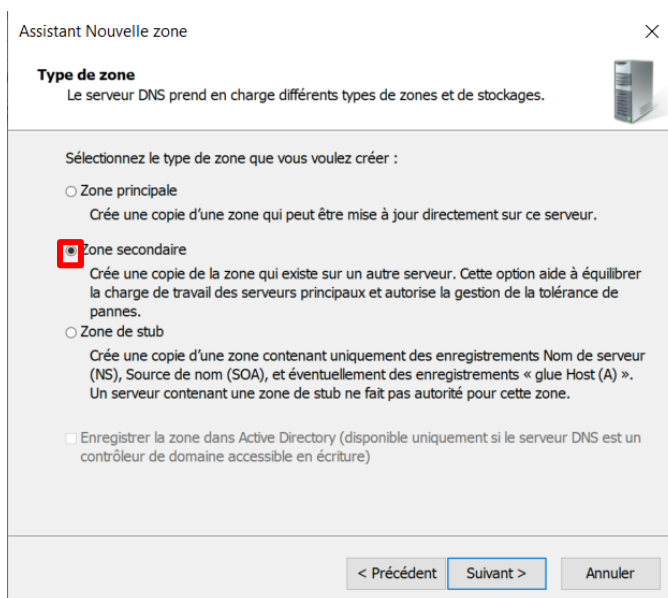 Assistant Nouvelle zone
Type de zone
Le serveur DNS prend en charge différents types de zones et de stockages.
Sélectionnez le type de zone que vous voulez créer :
Zone principale
Crée une copie d'une zone qui peut être mise à jour directement sur ce serveur.
Zone secondaire
Crée une copie de la zone qui existe sur un autre serveur. Cette option aide à équilibrer
la charge de travail des serveurs principaux et autorise la gestion de la tolérance de
pannes.
Zone de stub
Crée une copie d'une zone contenant uniquement des enregistrements Nom de serveur
(NS), Source de nom (SOA), et éventuellement des enregistrements « glue Host (A) ».
Un serveur contenant une zone de stub ne fait pas autorité pour cette zone.
Enregistrer la zone dans Active Directory (disponible uniquement si le serveur DNS est un
contrôleur de domaine accessible en écriture)
< Précédent Suivant > Annuler